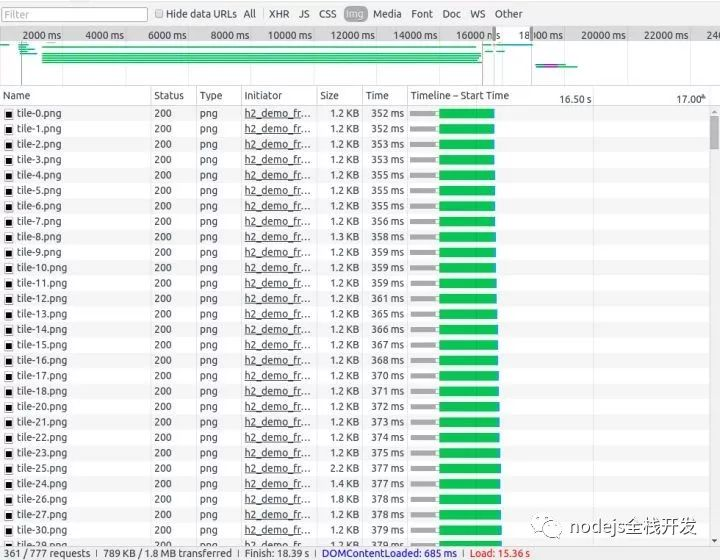 Filter Hide data URLs All XHR JS CSS Img Media Font Doc WS Other
2000 ms 4000 ms 6000 ms 8000 ms 10000 ms 12000 ms 14000 ms 16000 ms 18000 ms 20000 ms 22000 ms
Name Status Type Initiator Size Time Timeline – Start Time 16.50 s 17.00
tile-0.png 200 png h2_demo_fr... 1.2 KB 352 ms
tile-1.png 200 png h2_demo_fr... 1.2 KB 352 ms
tile-2.png 200 png h2_demo_fr... 1.2 KB 353 ms
tile-3.png 200 png h2_demo_fr... 1.2 KB 353 ms
tile-4.png 200 png h2_demo_fr... 1.2 KB 355 ms
tile-5.png 200 png h2_demo_fr... 1.2 KB 355 ms
tile-6.png 200 png h2_demo_fr... 1.2 KB 355 ms
tile-7.png 200 png h2_demo_fr... 1.2 KB 356 ms
tile-8.png 200 png h2_demo_fr... 1.3 KB 358 ms
tile-9.png 200 png h2_demo_fr... 1.2 KB 359 ms
tile-10.png 200 png h2_demo_fr... 1.2 KB 359 ms
tile-11.png 200 png h2_demo_fr... 1.2 KB 359 ms
tile-12.png 200 png h2_demo_fr... 1.2 KB 361 ms
tile-13.png 200 png h2_demo_fr... 1.2 KB 365 ms
tile-14.png 200 png h2_demo_fr... 1.2 KB 366 ms
tile-15.png 200 png h2_demo_fr... 1.2 KB 367 ms
tile-16.png 200 png h2_demo_fr... 1.2 KB 368 ms
tile-17.png 200 png h2_demo_fr... 1.2 KB 370 ms
tile-18.png 200 png h2_demo_fr... 1.2 KB 371 ms
tile-20.png 200 png h2_demo_fr... 1.2 KB 372 ms
tile-21.png 200 png h2_demo_fr... 1.2 KB 373 ms
tile-22.png 200 png h2_demo_fr... 1.2 KB 374 ms
tile-23.png 200 png h2_demo_fr... 1.2 KB 375 ms
tile-25.png 200 png h2_demo_fr... 2.2 KB 377 ms
tile-24.png 200 png h2_demo_fr... 1.4 KB 377 ms
tile-26.png 200 png h2_demo_fr... 1.8 KB 378 ms
tile-27.png 200 png h2_demo_fr... 1.2 KB 378 ms
tile-30.png 200 png h2_demo_fr... 1.2 KB 379 ms
nodejs全栈开发
361 / 777 requests | 789 KB / 1.8 MB transferred | Finish: 18.39 s | DOMContentLoaded: 685 ms | Load: 15.36 s